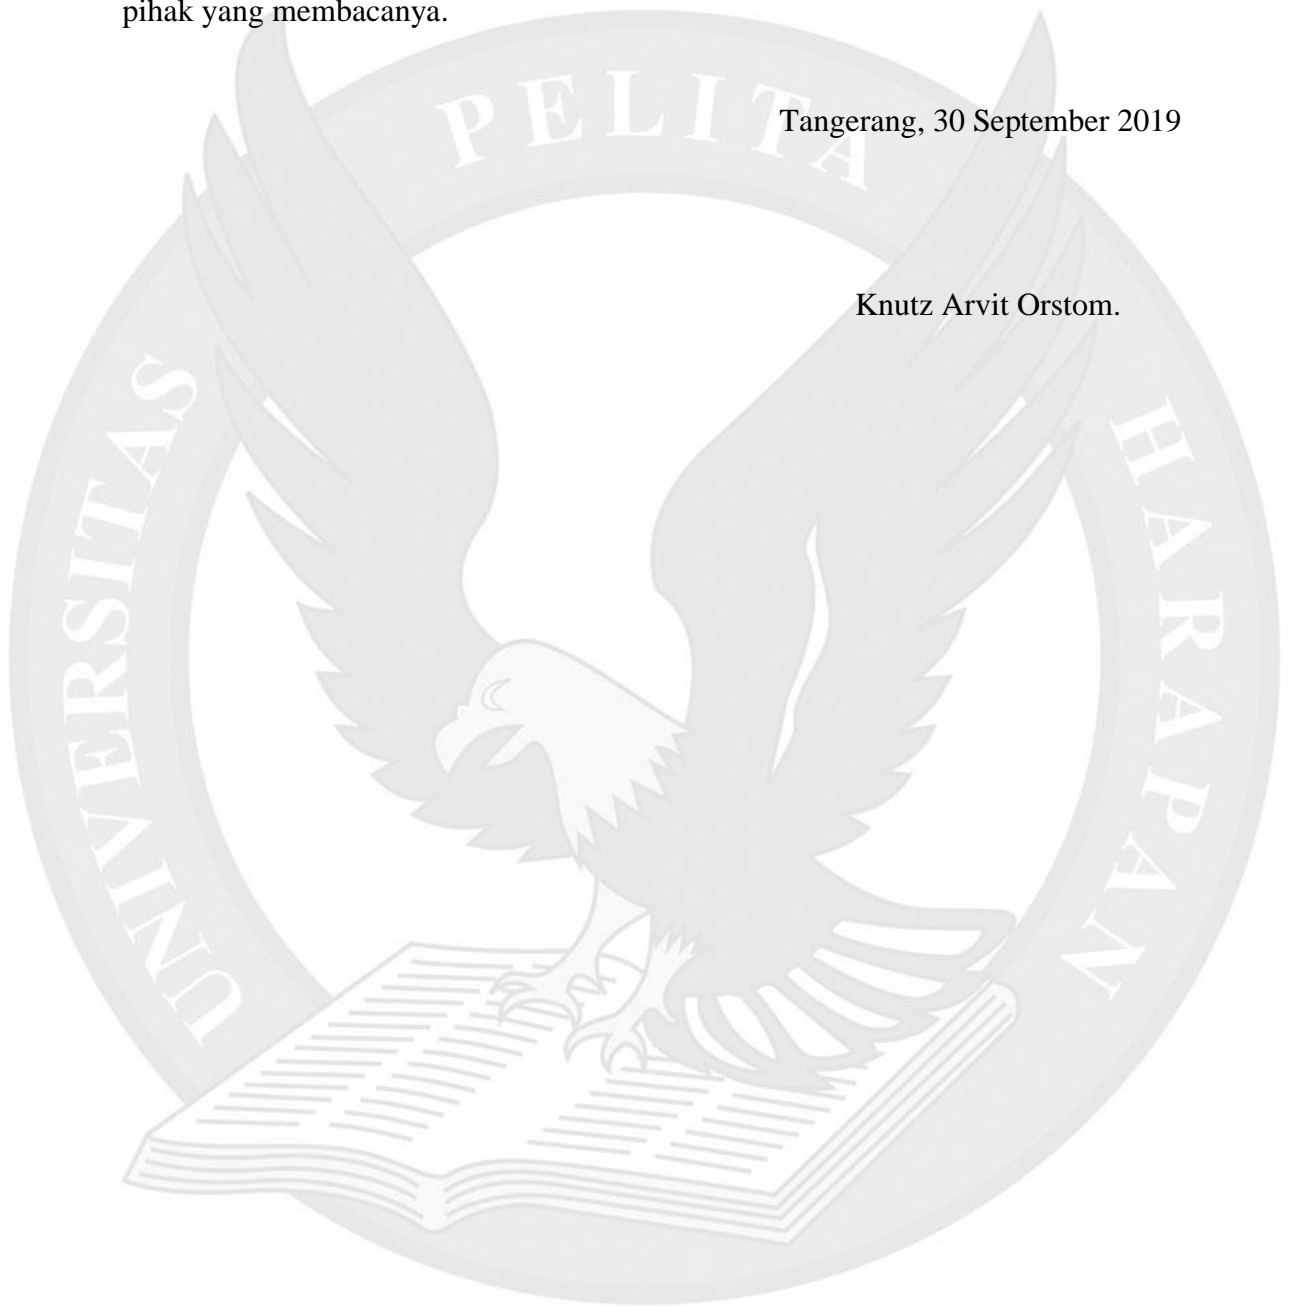 pihak yang membacanya.
PELITA
Tangerang, 30 September 2019
Knutz Arvit Orstom.
UNIVERSITAS
HARAPAN